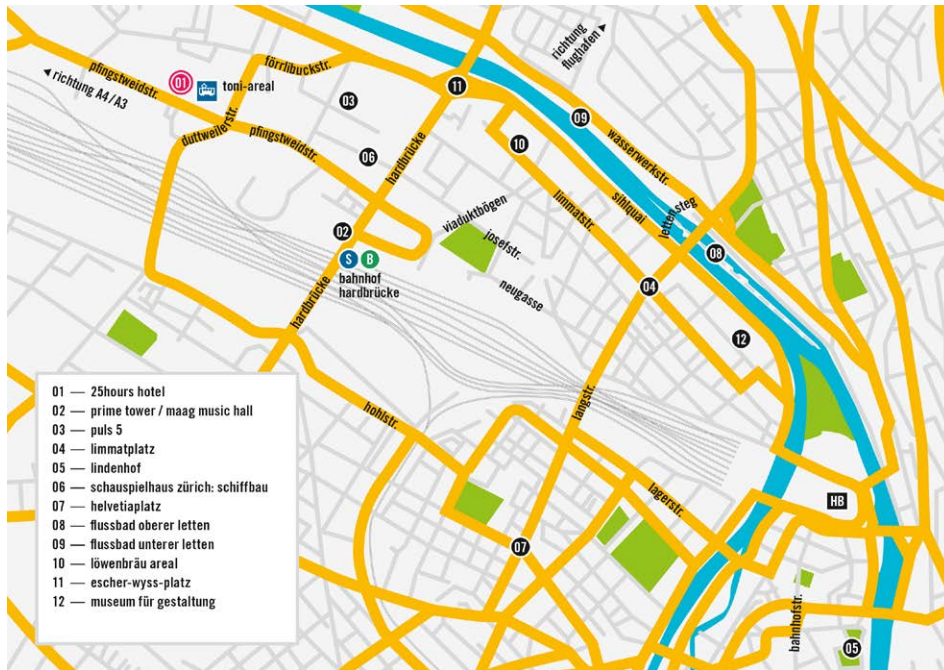 richtung
flughafen ▶
◀ richtung A4/A3
pfingstweidstr.
01
toni-areal
förrlibuckstr.
03
11
09
wasserwerkstr.
duttweilerstr.
pfingstweidstr.
06
hardbrücke
10
limmatstr.
sihlquai
lettensteg
08
viaduktbögen
josefstr.
neugasse
02
S B
bahnhof
hardbrücke
hardbrücke
04
12
langstr.
hohlstr.
lagerstr.
HB
07
bahnhofstr.
05
01 — 25hours hotel
02 — prime tower / maag music hall
03 — puls 5
04 — limmatplatz
05 — lindenhof
06 — schauspielhaus zürich: schiffbau
07 — helvetiaplatz
08 — flussbad oberer letten
09 — flussbad unterer letten
10 — löwenbräu areal
11 — escher-wyss-platz
12 — museum für gestaltung